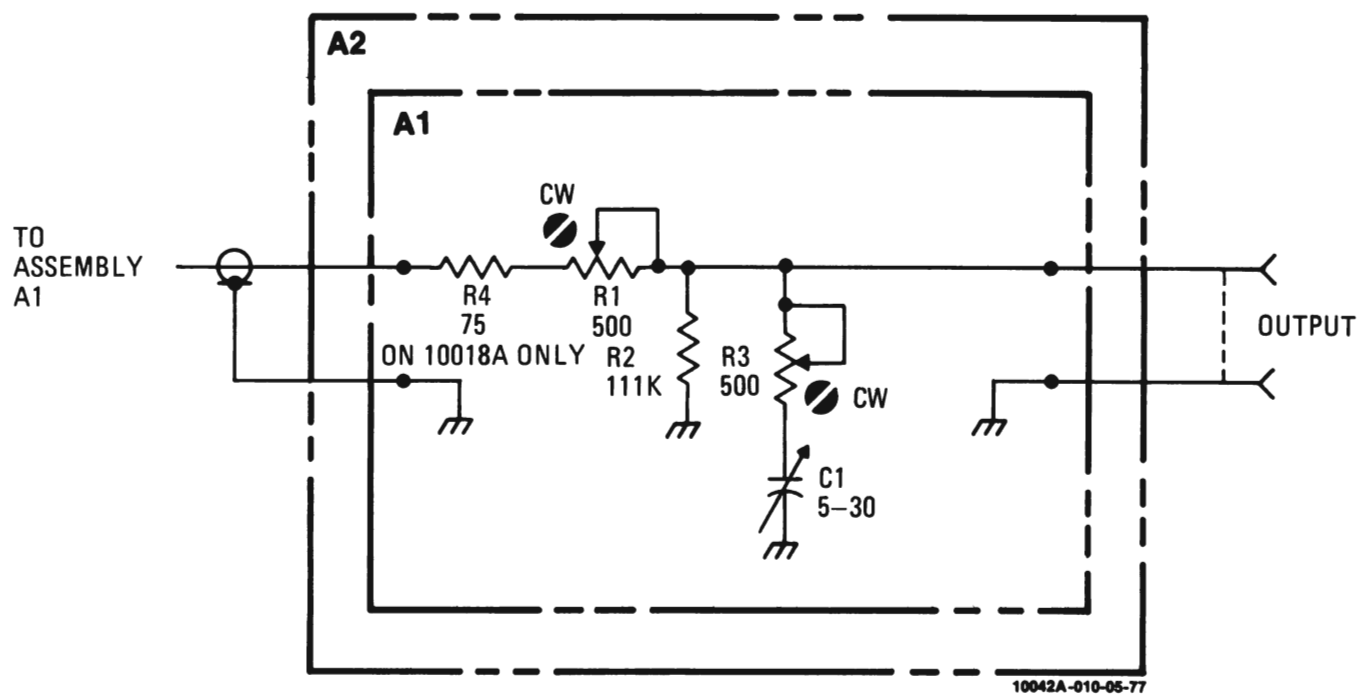 A2
A1
CW
TO
ASSEMBLY
A1
R4
75
ON 10018A ONLY
R1
500
R2
111K
R3
500
CW
C1
5–30
OUTPUT
10042A-010-05-77